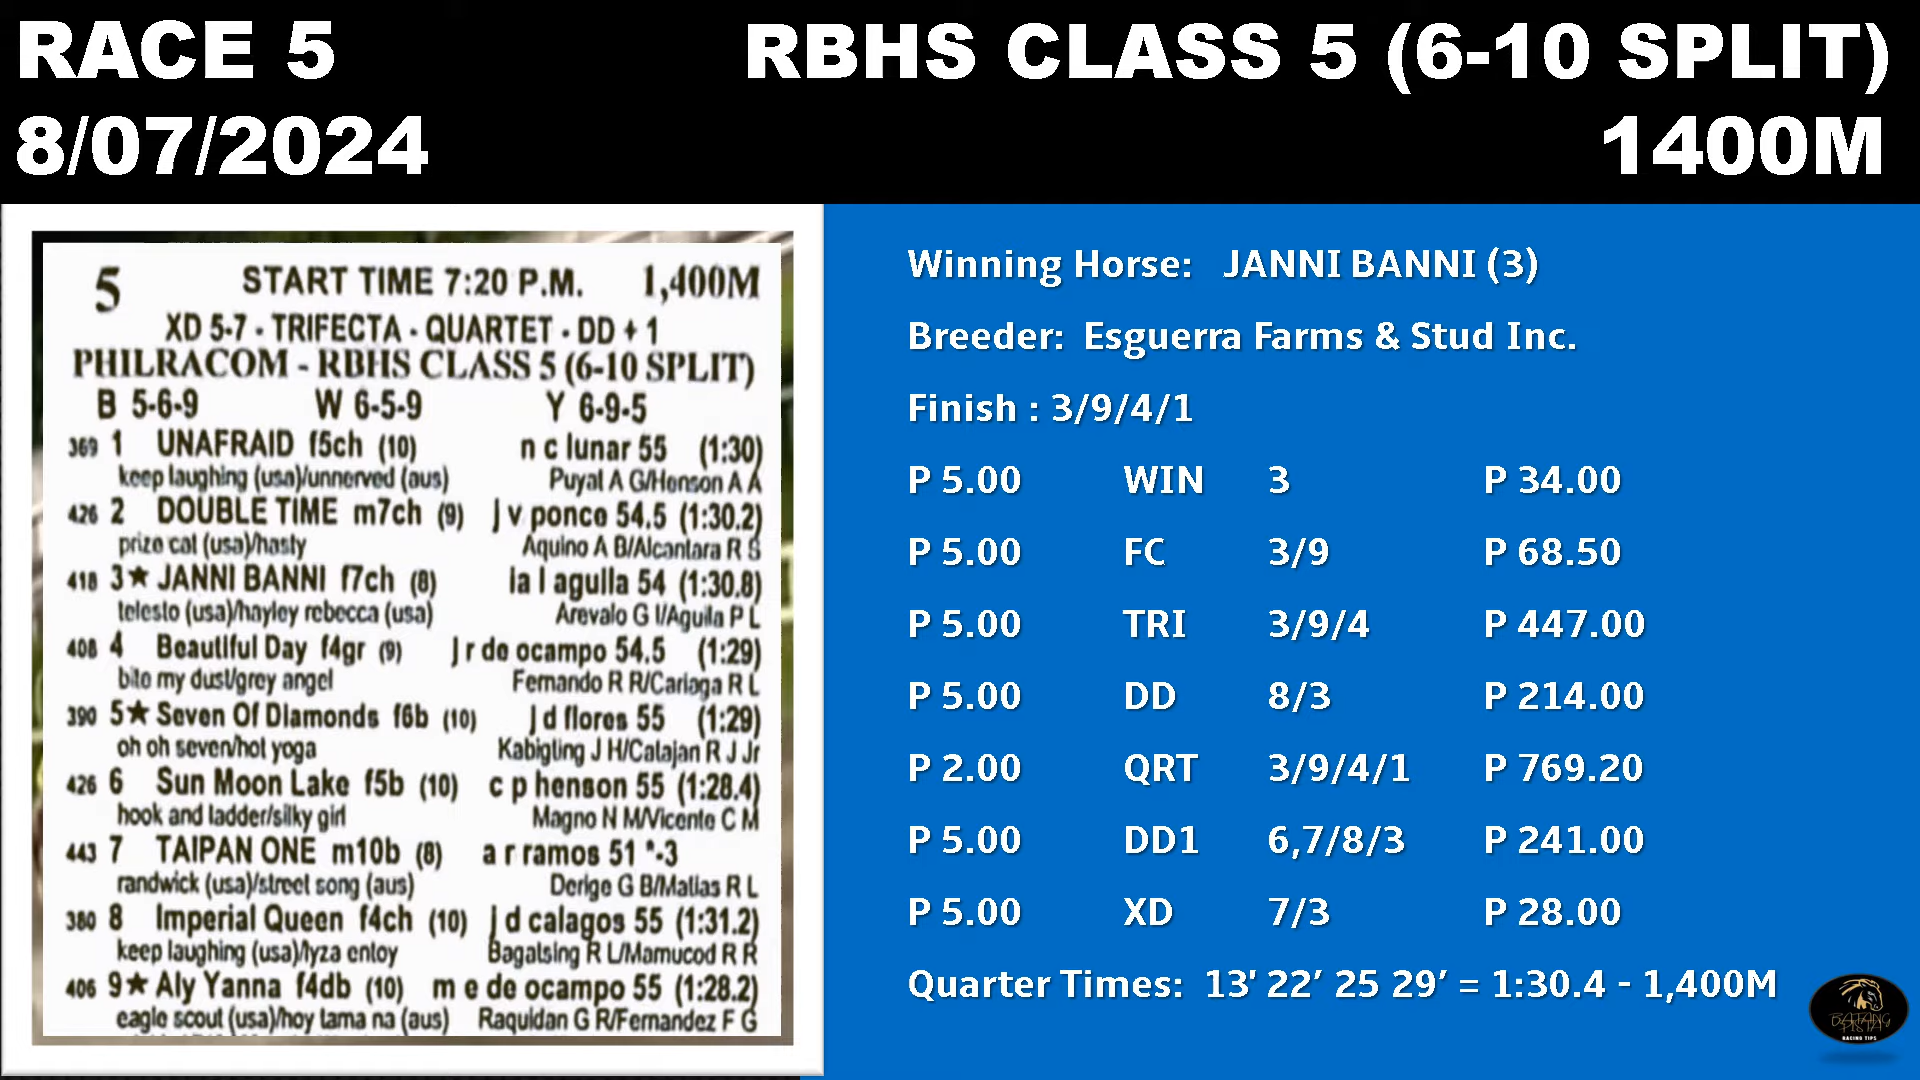 RACE 5
8/07/2024
RBHS CLASS 5 (6-10 SPLIT)
1400M
5 START TIME 7:20 P.M. 1,400M
XD 5-7 - TRIFECTA - QUARTET - DD + 1
PHILRACOM - RBHS CLASS 5 (6-10 SPLIT)
B 5-6-9 W 6-5-9 Y 6-9-5
369 1 UNAFRAID f5ch (10) n c lunar 55 (1:30)
keep laughing (usa)/unnerved (aus) Puyat A G/Henson A A
426 2 DOUBLE TIME m7ch (9) j v ponce 54.5 (1:30.2)
prize cat (usa)/hasty Aquino A B/Alcantara R S
418 3★ JANNI BANNI f7ch (8) ia l aguila 54 (1:30.8)
telesto (usa)/hayley rebecca (usa) Arevalo G I/Aguila P L
408 4 Beautiful Day f4gr (9) j r de ocampo 54.5 (1:29)
bite my dust/grey angel Fernando R R/Cariaga R L
390 5★ Seven Of Diamonds f6b (10) j d flores 55 (1:29)
oh oh seven/hot yoga Kabigting J H/Catajan R J Jr
426 6 Sun Moon Lake f5b (10) c p henson 55 (1:28.4)
hook and ladder/silky girl Magno N M/Vicente C M
443 7 TAIPAN ONE m10b (8) a r ramos 51 *-3
randwick (usa)/street song (aus) Derige G B/Matias R L
380 8 Imperial Queen f4ch (10) j d calagos 55 (1:31.2)
keep laughing (usa)/lyza entoy Bagatsing R L/Mamucod R R
406 9★ Aly Yanna f4db (10) m e de ocampo 55 (1:28.2)
eagle scout (usa)/hoy tama na (aus) Raquidan G R/Fernandez F G
Winning Horse: JANNI BANNI (3)
Breeder: Esguerra Farms & Stud Inc.
Finish : 3/9/4/1
P 5.00 WIN 3 P 34.00
P 5.00 FC 3/9 P 68.50
P 5.00 TRI 3/9/4 P 447.00
P 5.00 DD 8/3 P 214.00
P 2.00 QRT 3/9/4/1 P 769.20
P 5.00 DD1 6,7/8/3 P 241.00
P 5.00 XD 7/3 P 28.00
Quarter Times: 13' 22’ 25 29’ = 1:30.4 - 1,400M
BATANG
PISTA
RACING TIPS